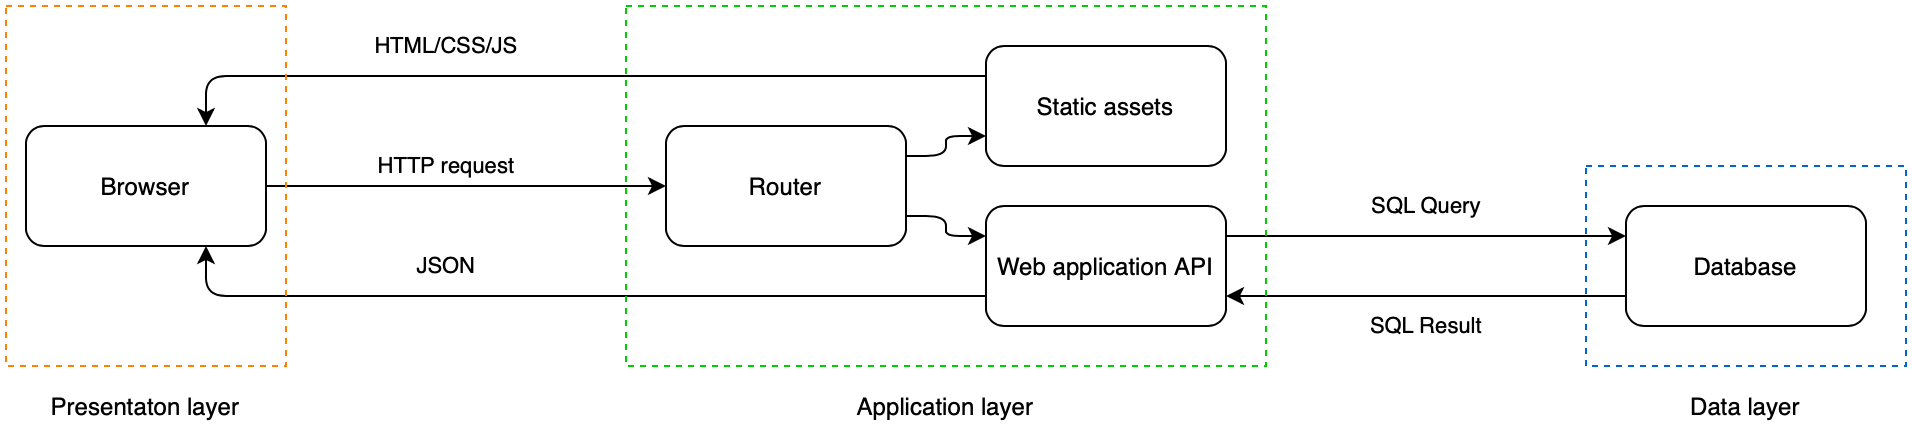 HTML/CSS/JS
Static assets
HTTP request
Browser
Router
SQL Query
JSON
Web application API
Database
SQL Result
Presentaton layer
Application layer
Data layer